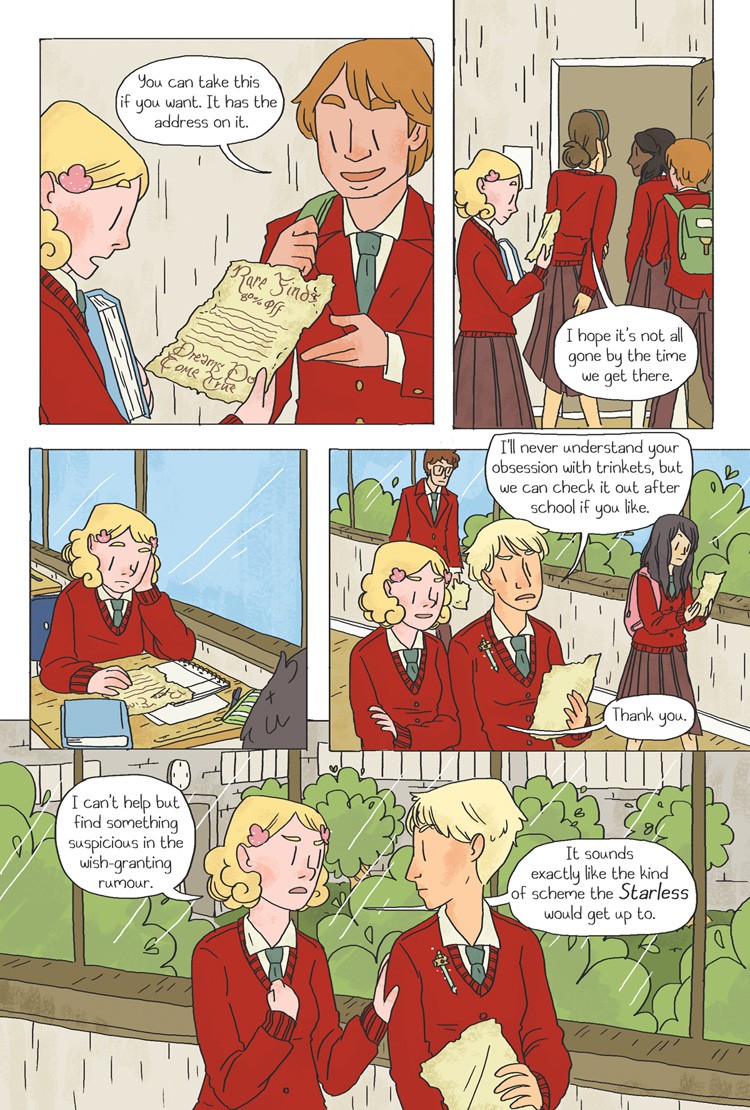 You can take this
if you want. It has the
address on it.
Rare Finds
80% Off
Dreams Do
Come True
I hope it's not all
gone by the time
we get there.
I'll never understand your
obsession with trinkets, but
we can check it out after
school if you like.
Thank you.
I can't help but
find something
suspicious in the
wish-granting
rumour.
It sounds
exactly like the kind
of scheme the Starless
would get up to.